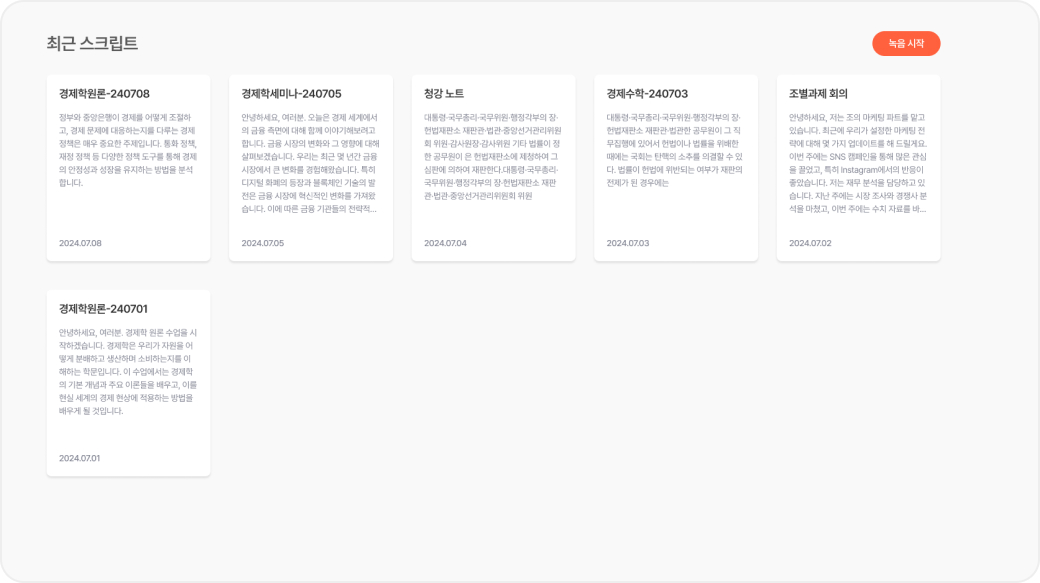 최근 스크립트
녹음 시작
경제학원론-240708
정부와 중앙은행이 경제를 어떻게 조절하
고, 경제 문제에 대응하는지를 다루는 경제
정책은 매우 중요한 주제입니다. 통화 정책,
재정 정책 등 다양한 정책 도구를 통해 경제
의 안정성과 성장을 유지하는 방법을 분석
합니다.
2024.07.08
경제학세미나-240705
안녕하세요, 여러분. 오늘은 경제 세계에서
의 금융 측면에 대해 함께 이야기해보려고
합니다. 금융 시장의 변화와 그 영향에 대해
살펴보겠습니다. 우리는 최근 몇 년간 금융
시장에서 큰 변화를 경험해왔습니다. 특히
디지털 화폐의 등장과 블록체인 기술의 발
전은 금융 시장에 혁신적인 변화를 가져왔
습니다. 이에 따른 금융 기관들의 전략적...
2024.07.05
청강 노트
대통령·국무총리·국무위원·행정각부의 장·
헌법재판소 재판관·법관·중앙선거관리위원
회 위원·감사원장·감사위원 기타 법률이 정
한 공무원이 은 헌법재판소에 제청하여 그
심판에 의하여 재판한다.대통령·국무총리·
국무위원·행정각부의 장·헌법재판소 재판
관·법관·중앙선거관리위원회 위원
2024.07.04
경제수학-240703
대통령·국무총리·국무위원·행정각부의 장·
헌법재판소 재판관·법관한 공무원이 그 직
무집행에 있어서 헌법이나 법률을 위배한
때에는 국회는 탄핵의 소추를 의결할 수 있
다. 법률이 헌법에 위반되는 여부가 재판의
전제가 된 경우에는
2024.07.03
조별과제 회의
안녕하세요, 저는 조의 마케팅 파트를 맡고
있습니다. 최근에 우리가 설정한 마케팅 전
략에 대해 몇 가지 업데이트를 해 드릴게요.
이번 주에는 SNS 캠페인을 통해 많은 관심
을 끌었고, 특히 Instagram에서의 반응이
좋았습니다. 저는 재무 분석을 담당하고 있
습니다. 지난 주에는 시장 조사와 경쟁사 분
석을 마쳤고, 이번 주에는 수치 자료를 바...
2024.07.02
경제학원론-240701
안녕하세요, 여러분. 경제학 원론 수업을 시
작하겠습니다. 경제학은 우리가 자원을 어
떻게 분배하고 생산하며 소비하는지를 이
해하는 학문입니다. 이 수업에서는 경제학
의 기본 개념과 주요 이론들을 배우고, 이를
현실 세계의 경제 현상에 적용하는 방법을
배우게 될 것입니다.
2024.07.01